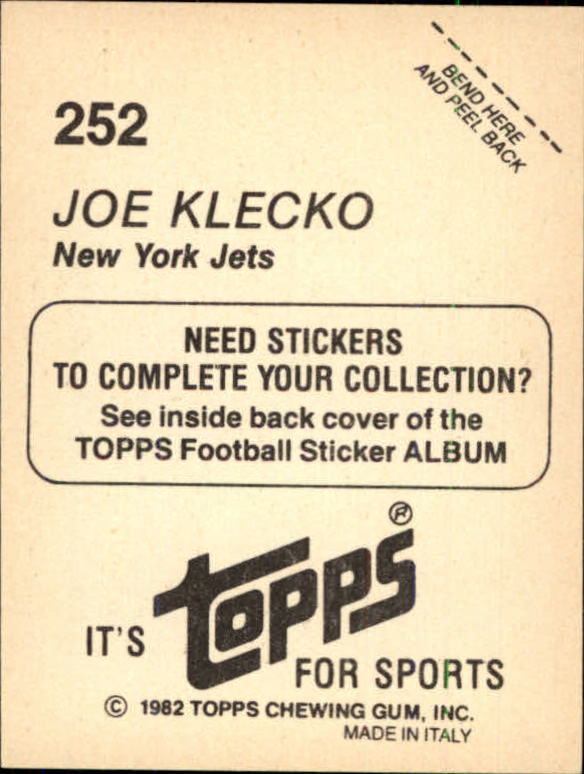 BEND HERE
AND PEEL BACK
252
JOE KLECKO
New York Jets
NEED STICKERS
TO COMPLETE YOUR COLLECTION?
See inside back cover of the
TOPPS Football Sticker ALBUM
IT'S topps®
FOR SPORTS
© 1982 TOPPS CHEWING GUM, INC.
MADE IN ITALY